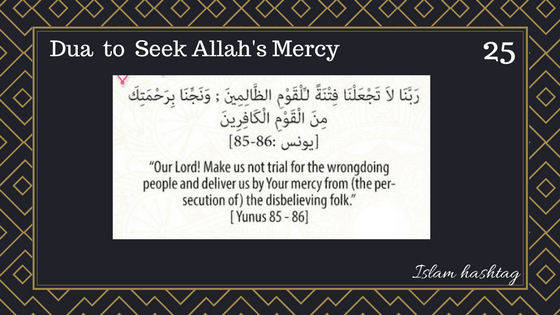 Dua to Seek Allah's Mercy
25
رَبَّنَا لاَ تَجْعَلْنَا فِتْنَةً لِّلْقَوْمِ الظَّالِمِينَ ; وَنَجِّنَا بِرَحْمَتِكَ
مِنَ الْقَوْمِ الْكَافِرِينَ
[يونس :86-85]
“Our Lord! Make us not trial for the wrongdoing
people and deliver us by Your mercy from (the per-
secution of) the disbelieving folk.”
[ Yunus 85 - 86]
Islam hashtag